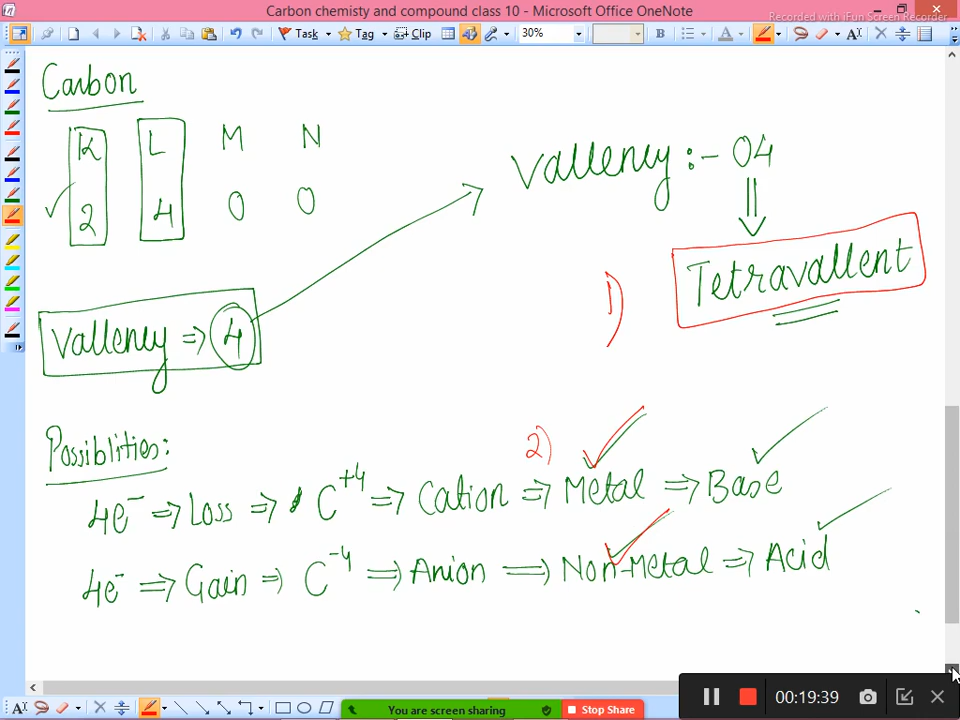 Carbon chemisty and compound class 10 - Microsoft Office OneNote
Recorded with iFun Screen Recorder
Task Tag Clip 30% B A
Carbon
K L M N
2 4 0 0
Vallency :- 04
Tetravallent
1)
Vallency => 4
Possiblities:
2)
4e⁻ => Loss => C⁺⁴ => Cation => Metal => Base
4e⁻ => Gain => C⁻⁴ => Anion => Non-Metal => Acid
00:19:39
You are screen sharing Stop Share